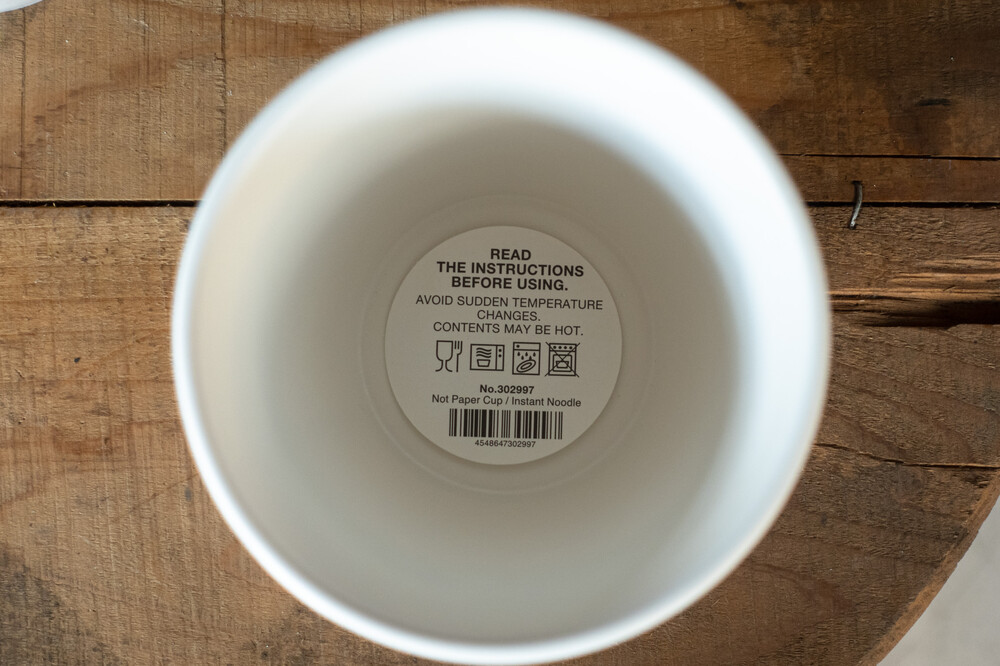 READ
THE INSTRUCTIONS
BEFORE USING.
AVOID SUDDEN TEMPERATURE
CHANGES.
CONTENTS MAY BE HOT.
No.302997
Not Paper Cup / Instant Noodle
4548647302997